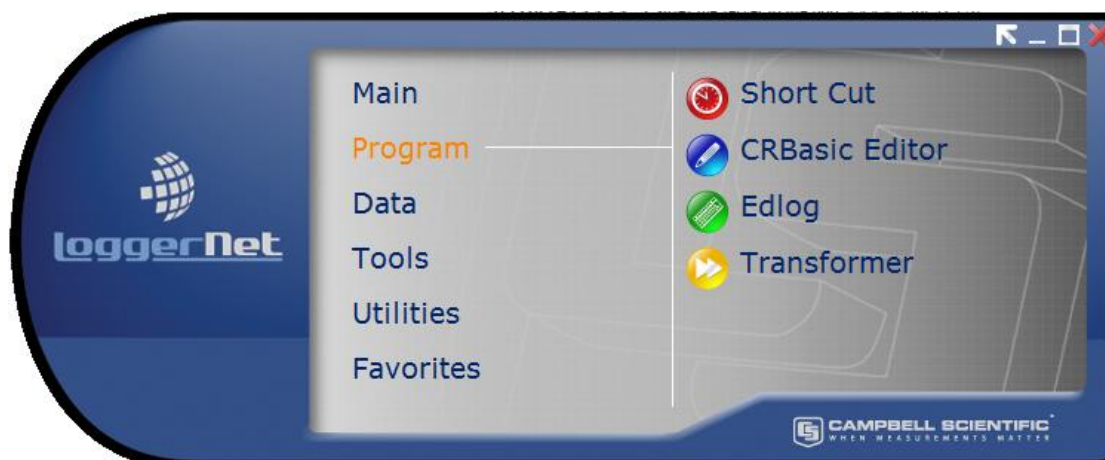 Main
Program
Data
Tools
Utilities
Favorites
Short Cut
CRBasic Editor
Edlog
Transformer
loggerNet
CAMPBELL SCIENTIFIC
WHEN MEASUREMENTS MATTER